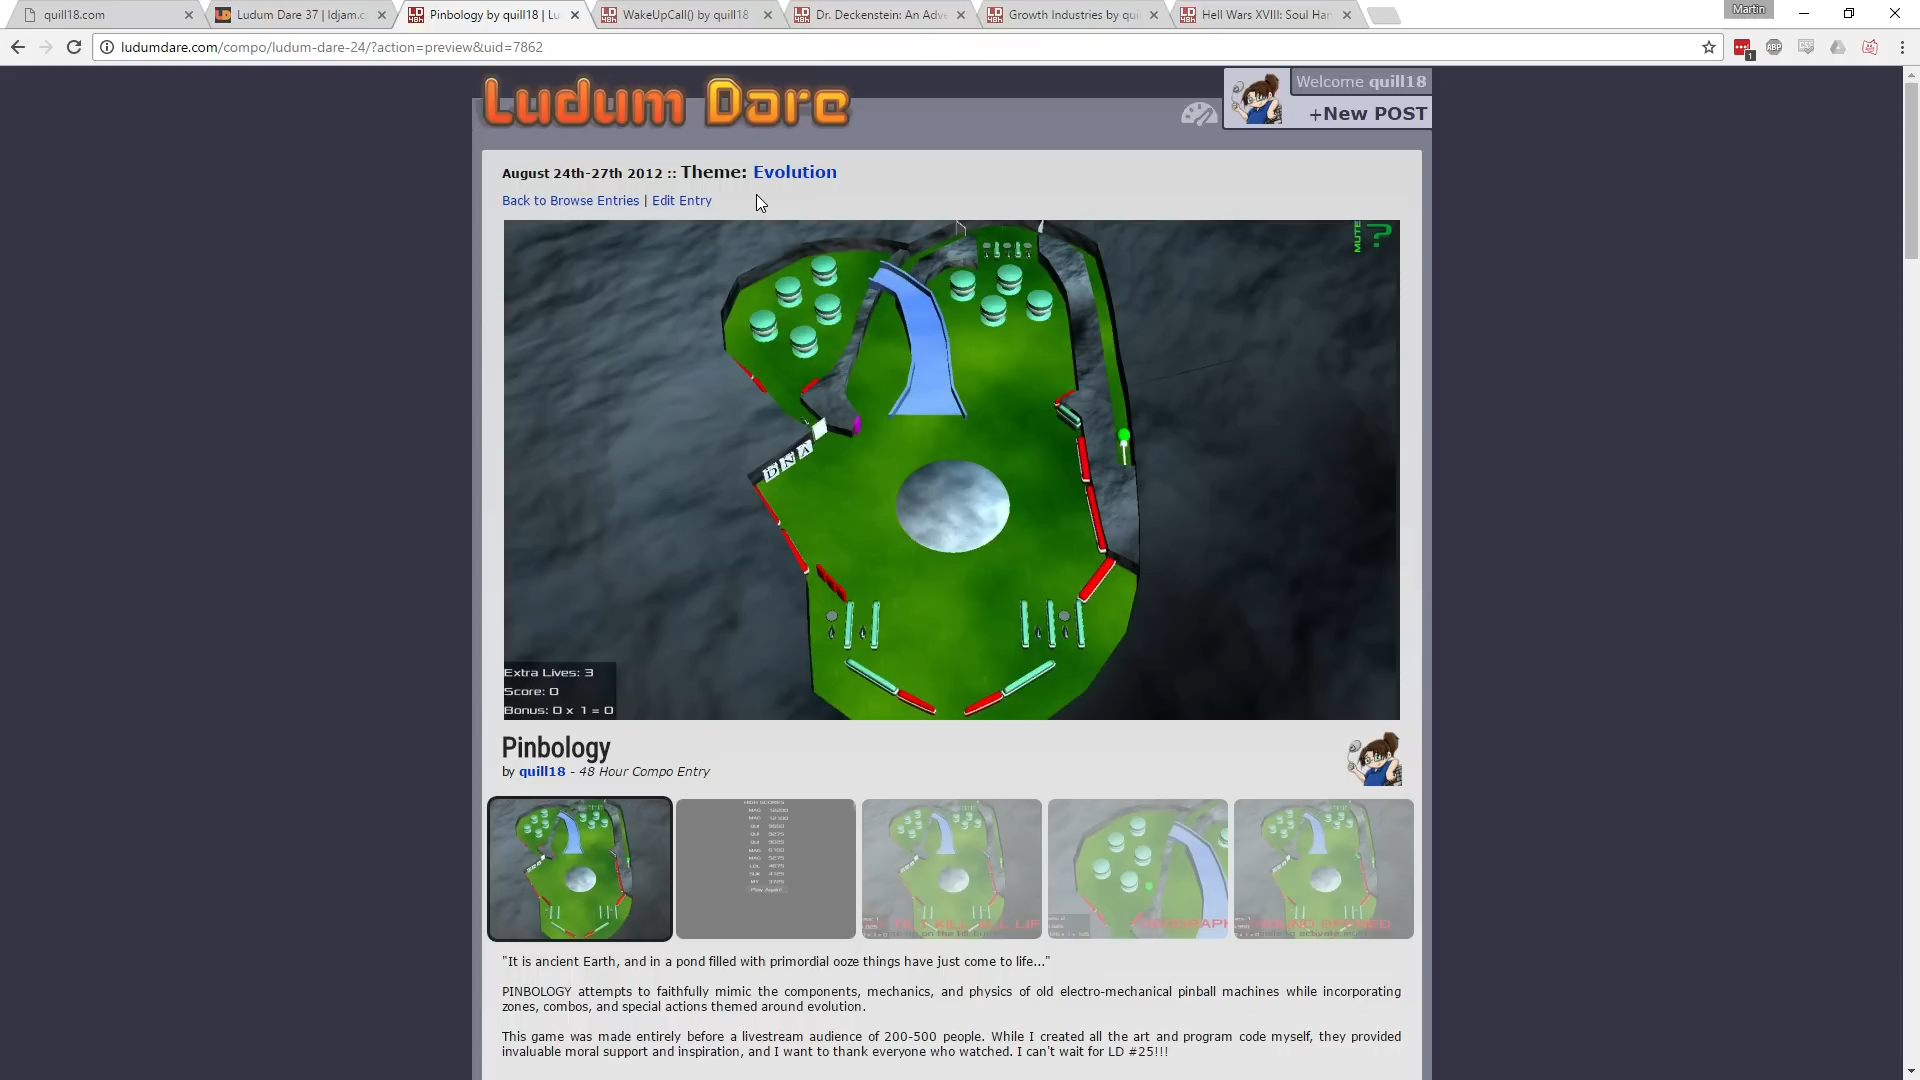 quill18.com
Ludum Dare 37 | ldjam.c
Pinbology by quill18 | Lu
WakeUpCall() by quill18
Dr. Deckenstein: An Adve
Growth Industries by qui
Hell Wars XVIII: Soul Har
Martin
ludumdare.com/compo/ludum-dare-24/?action=preview&uid=7862
1
ABP
Ludum Dare
Welcome quill18
+New POST
August 24th-27th 2012 :: Theme: Evolution
Back to Browse Entries | Edit Entry
MUTE
?
DNA
Extra Lives: 3
Score: 0
Bonus: 0 x 1 = 0
Pinbology
by quill18 - 48 Hour Compo Entry
HIGH SCORES
Play Again?
"It is ancient Earth, and in a pond filled with primordial ooze things have just come to life..."
PINBOLOGY attempts to faithfully mimic the components, mechanics, and physics of old electro-mechanical pinball machines while incorporating
zones, combos, and special actions themed around evolution.
This game was made entirely before a livestream audience of 200-500 people. While I created all the art and program code myself, they provided
invaluable moral support and inspiration, and I want to thank everyone who watched. I can't wait for LD #25!!!